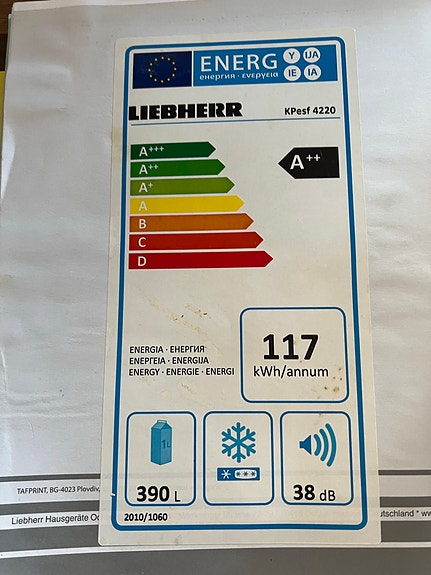 ENERG Y IJA
енергия · ενεργεια IE IA
LIEBHERR KPesf 4220
A+++
A++ A++
A+
A
B
C
D
ENERGIA · ЕНЕРГИЯ
ΕΝΕΡΓΕΙΑ · ENERGIJA
ENERGY · ENERGIE · ENERGI
117
kWh/annum
1L
390 L
38 dB
2010/1060
TAFPRINT, BG-4023 Plovdiv,
Liebherr Hausgeräte